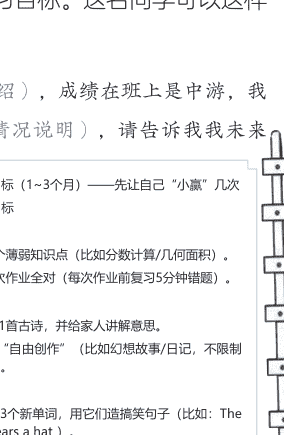 习目标。这名同学可以这样
绍），成绩在班上是中游，我
情况说明），请告诉我我未来
标（1~3个月）——先让自己“小赢”几次
标
个薄弱知识点（比如分数计算/几何面积）。
次作业全对（每次作业前复习5分钟错题）。
1首古诗，并给家人讲解意思。
“自由创作”（比如幻想故事/日记，不限制
。
3个新单词，用它们造搞笑句子（比如：The
ears a hat.）。